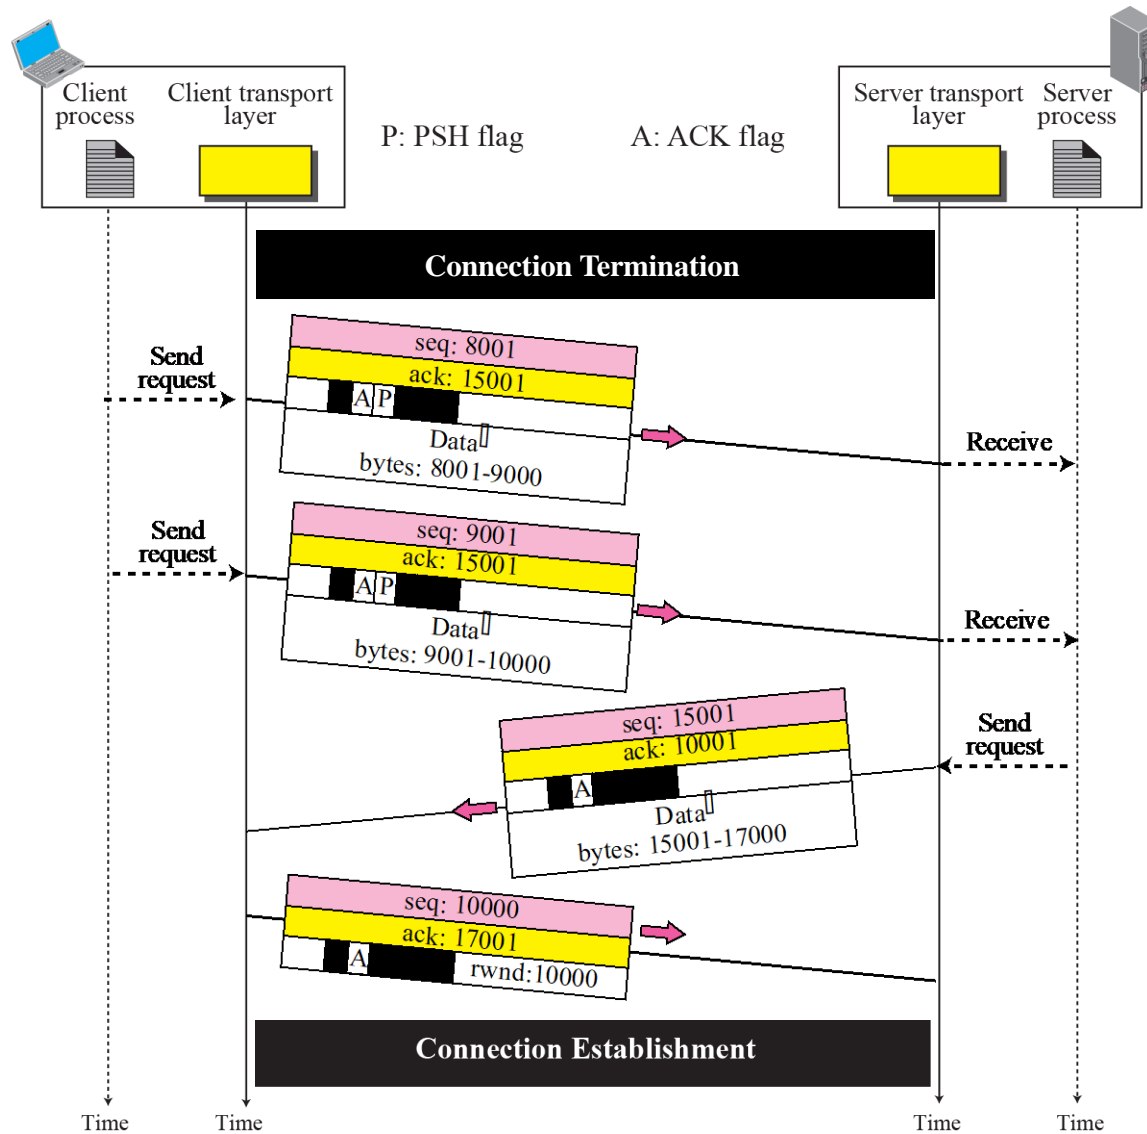 Client process
Client transport layer
P: PSH flag
A: ACK flag
Server transport layer
Server process
Connection Termination
Send request
seq: 8001
ack: 15001
A P
Data
bytes: 8001-9000
Receive
Send request
seq: 9001
ack: 15001
A P
Data
bytes: 9001-10000
Receive
Send request
seq: 15001
ack: 10001
A
Data
bytes: 15001-17000
seq: 10000
ack: 17001
A
rwnd:10000
Connection Establishment
Time
Time
Time
Time